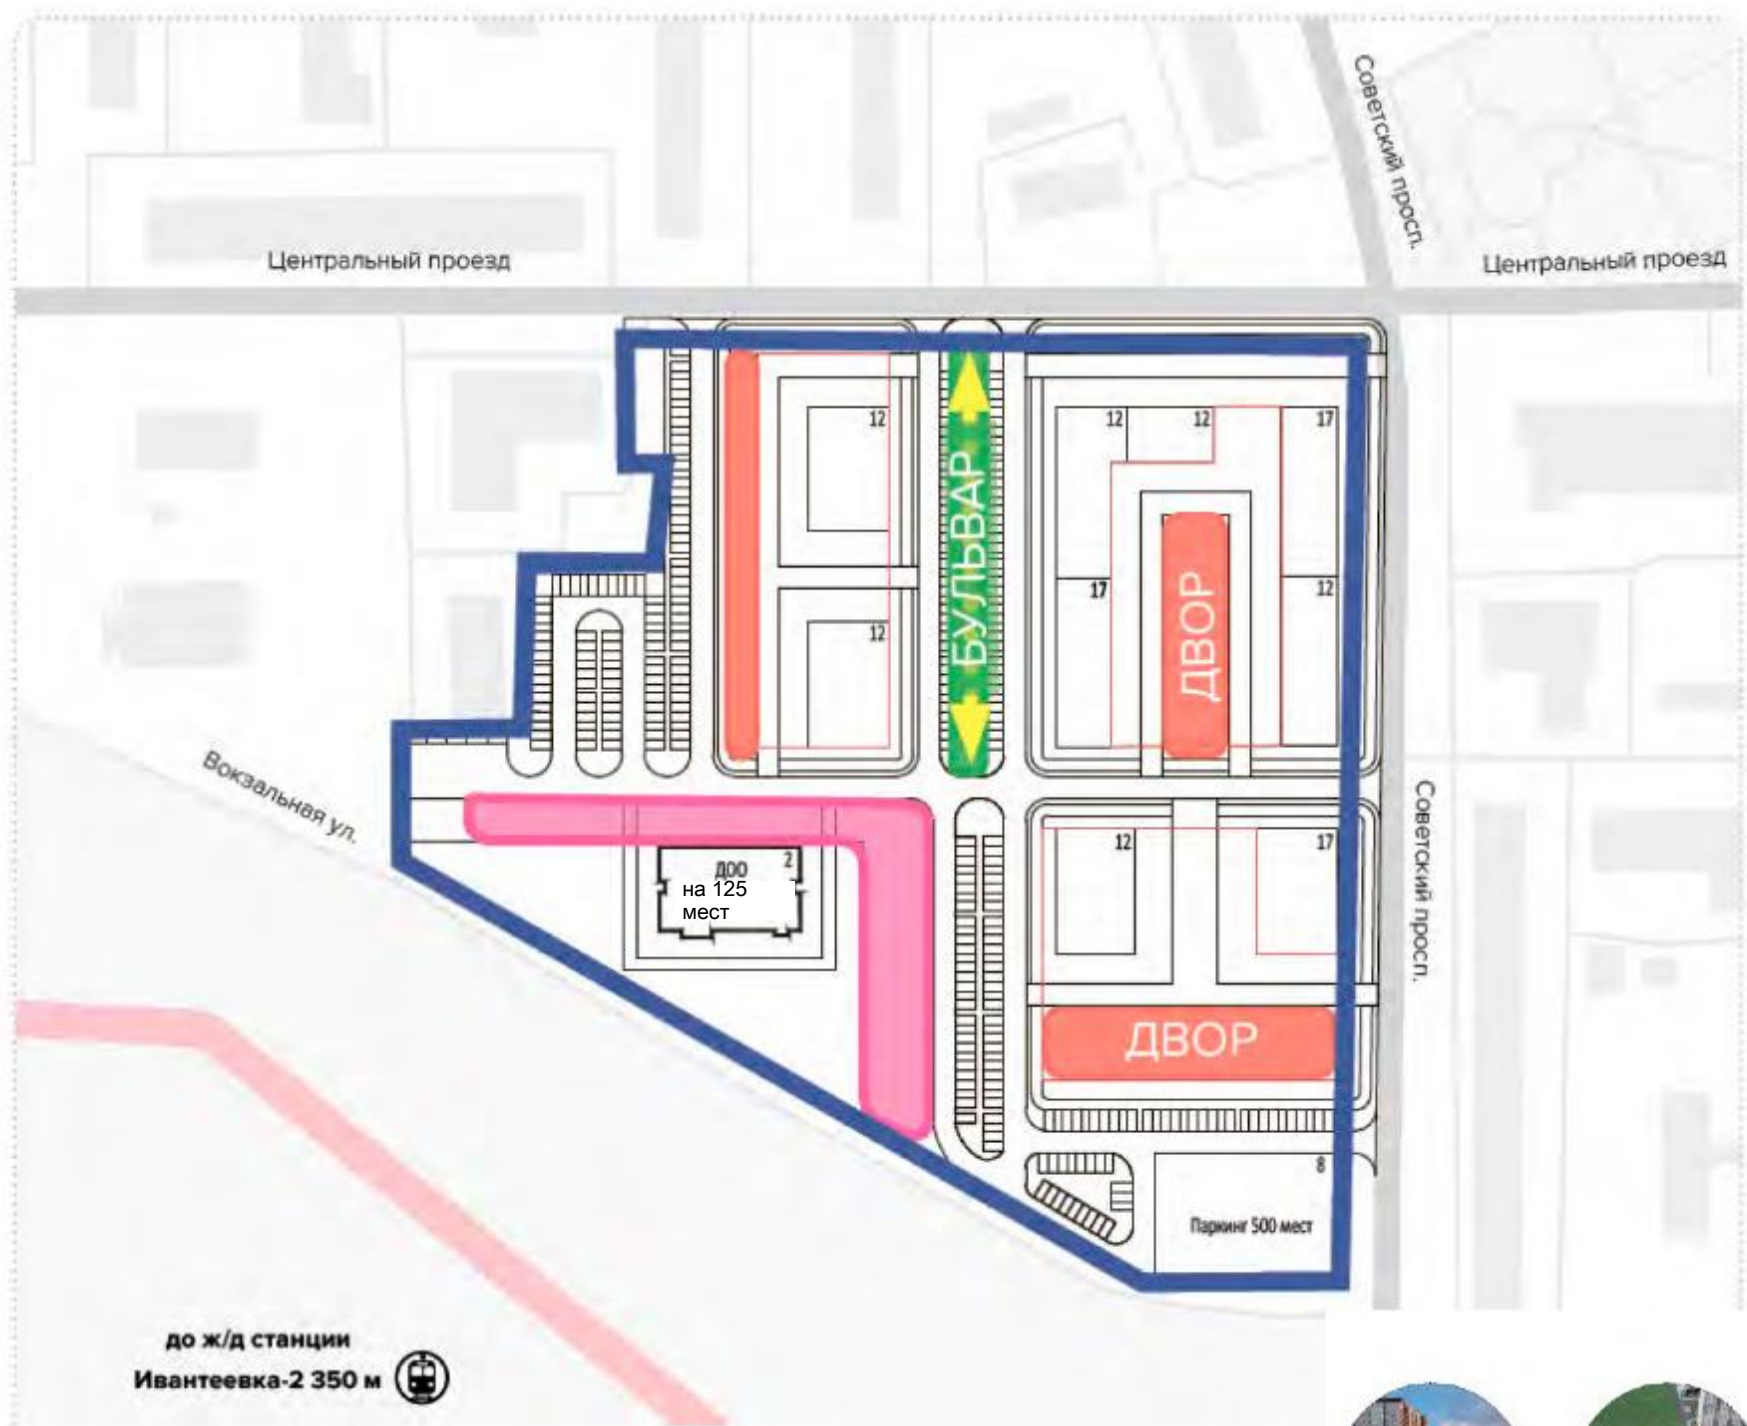 Советский просп.
Центральный проезд
Центральный проезд
12
12
12
17
БУЛЬВАР
17
12
ДВОР
12
Вокзальная ул.
Советский просп.
12
17
ДОО
2
на 125
мест
ДВОР
8
Паркинг 500 мест
до ж/д станции
Ивантеевка-2 350 м